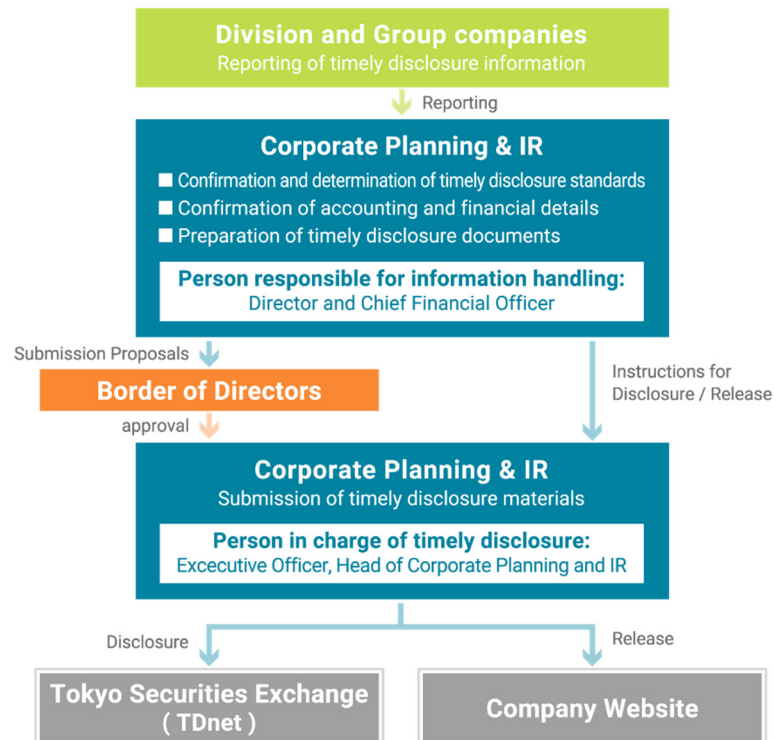 Division and Group companies
Reporting of timely disclosure information
Reporting
Corporate Planning & IR
■ Confirmation and determination of timely disclosure standards
■ Confirmation of accounting and financial details
■ Preparation of timely disclosure documents
Person responsible for information handling:
Director and Chief Financial Officer
Submission Proposals
Border of Directors
approval
Instructions for
Disclosure / Release
Corporate Planning & IR
Submission of timely disclosure materials
Person in charge of timely disclosure:
Excecutive Officer, Head of Corporate Planning and IR
Disclosure
Release
Tokyo Securities Exchange
( TDnet )
Company Website